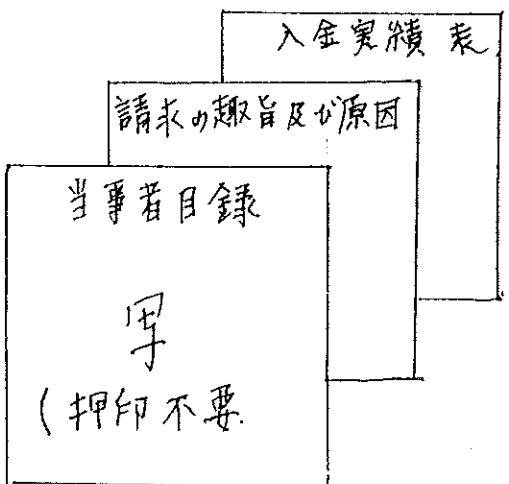 入金実績表
請求の趣旨及び原因
当事者目録
写
(押印不要